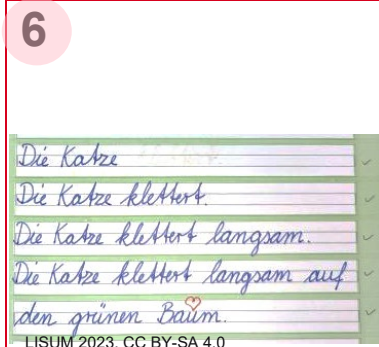 6
Die Katze
Die Katze klettert.
Die Katze klettert langsam.
Die Katze klettert langsam auf
den grünen Baum.
LISUM 2023, CC BY-SA 4.0